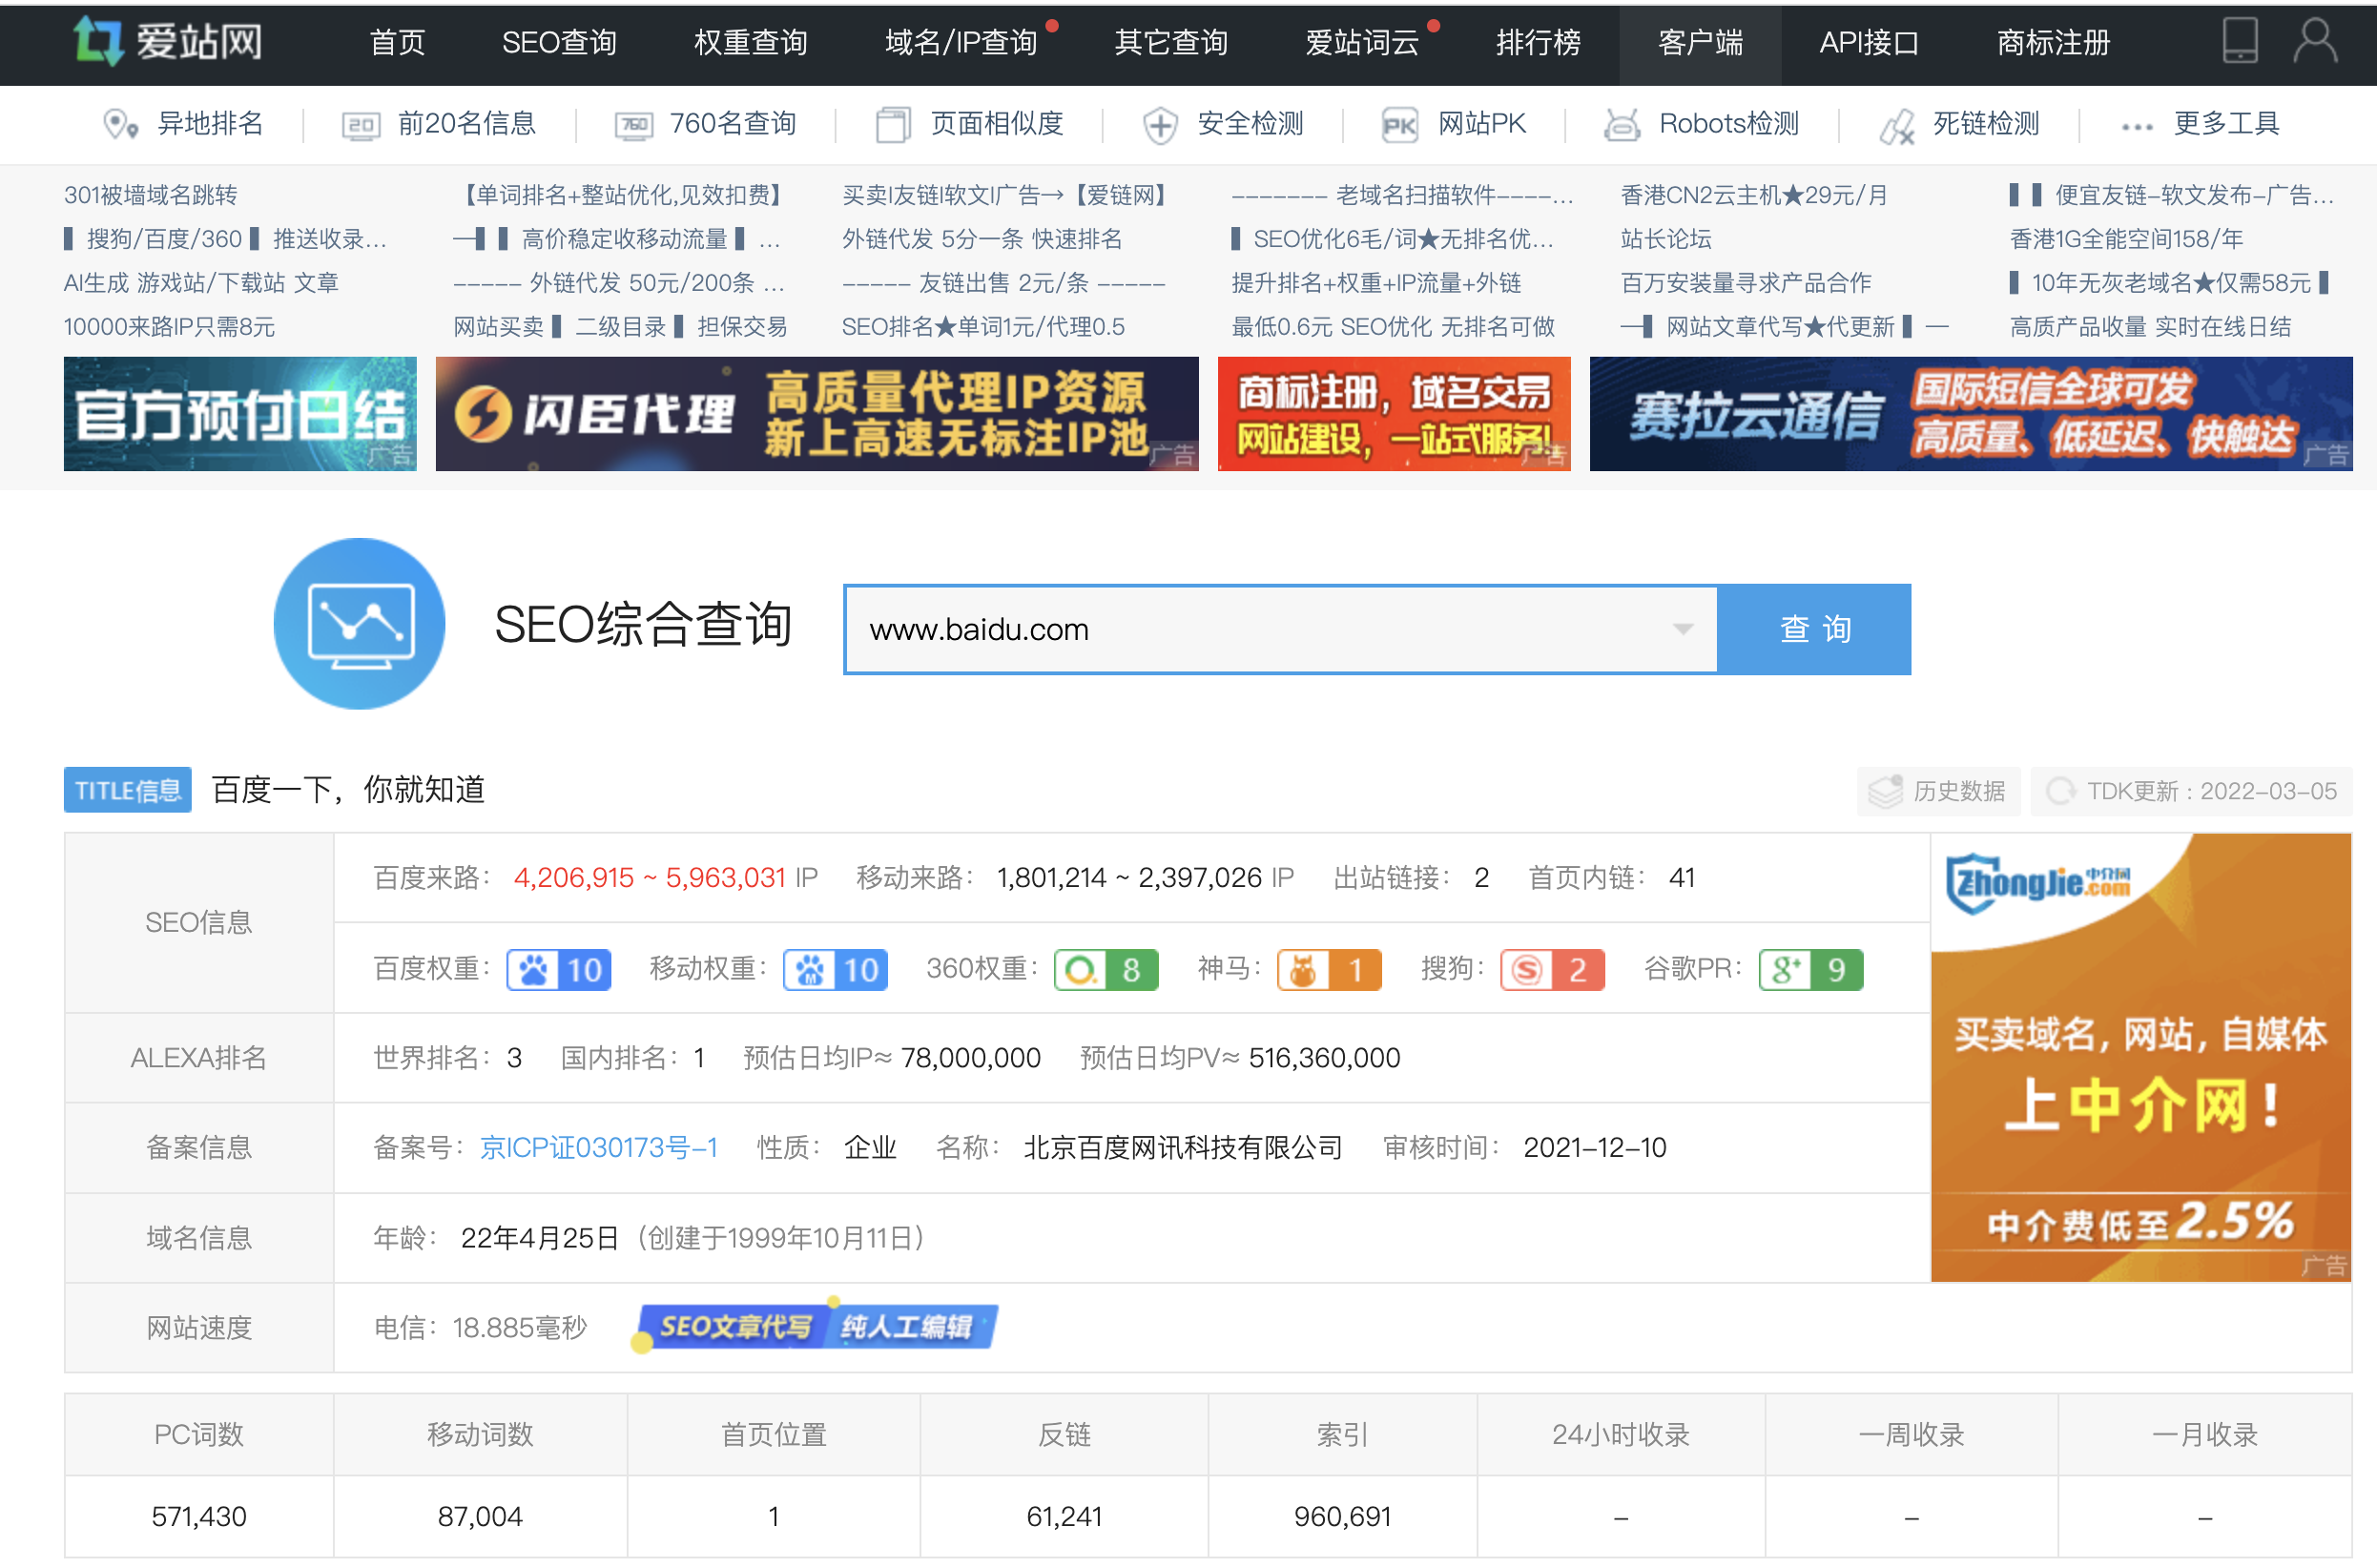 爱站网 首页 SEO查询 权重查询 域名/IP查询 其它查询 爱站词云 排行榜 客户端 API接口 商标注册
异地排名 前20名信息 760名查询 页面相似度 安全检测 网站PK Robots检测 死链检测 更多工具
301被墙域名跳转 【单词排名+整站优化,见效扣费】 买卖|友链|软文|广告→【爱链网】 ------- 老域名扫描软件----... 香港CN2云主机★29元/月 ▌▌便宜友链-软文发布-广告...
▌搜狗/百度/360▌推送收录... —▌▌高价稳定收移动流量▌... 外链代发 5分一条 快速排名 ▌SEO优化6毛/词★无排名优... 站长论坛 香港1G全能空间158/年
AI生成 游戏站/下载站 文章 ----- 外链代发 50元/200条 ... ----- 友链出售 2元/条 ----- 提升排名+权重+IP流量+外链 百万安装量寻求产品合作 ▌10年无灰老域名★仅需58元▌
10000来路IP只需8元 网站买卖▌二级目录▌担保交易 SEO排名★单词1元/代理0.5 最低0.6元 SEO优化 无排名可做 —▌网站文章代写★代更新▌— 高质产品收量 实时在线日结
官方预付日结 广告
闪臣代理 高质量代理IP资源
新上高速无标注IP池 广告
商标注册，域名交易
网站建设，一站式服务! 广告
赛拉云通信 国际短信全球可发
高质量、低延迟、快触达 广告
SEO综合查询 www.baidu.com 查 询
TITLE信息 百度一下，你就知道 历史数据 TDK更新：2022-03-05
SEO信息 百度来路： 4,206,915 ~ 5,963,031 IP 移动来路： 1,801,214 ~ 2,397,026 IP 出站链接： 2 首页内链： 41
百度权重： 10 移动权重： M 10 360权重： 8 神马： 1 搜狗： S 2 谷歌PR： g+ 9
ALEXA排名 世界排名： 3 国内排名： 1 预估日均IP≈ 78,000,000 预估日均PV≈ 516,360,000
备案信息 备案号： 京ICP证030173号-1 性质： 企业 名称： 北京百度网讯科技有限公司 审核时间： 2021-12-10
域名信息 年龄： 22年4月25日（创建于1999年10月11日）
网站速度 电信：18.885毫秒 SEO文章代写 纯人工编辑
ZhongJie.com 中介网
买卖域名，网站，自媒体
上中介网！
中介费低至2.5%
广告
PC词数 移动词数 首页位置 反链 索引 24小时收录 一周收录 一月收录
571,430 87,004 1 61,241 960,691 – – –